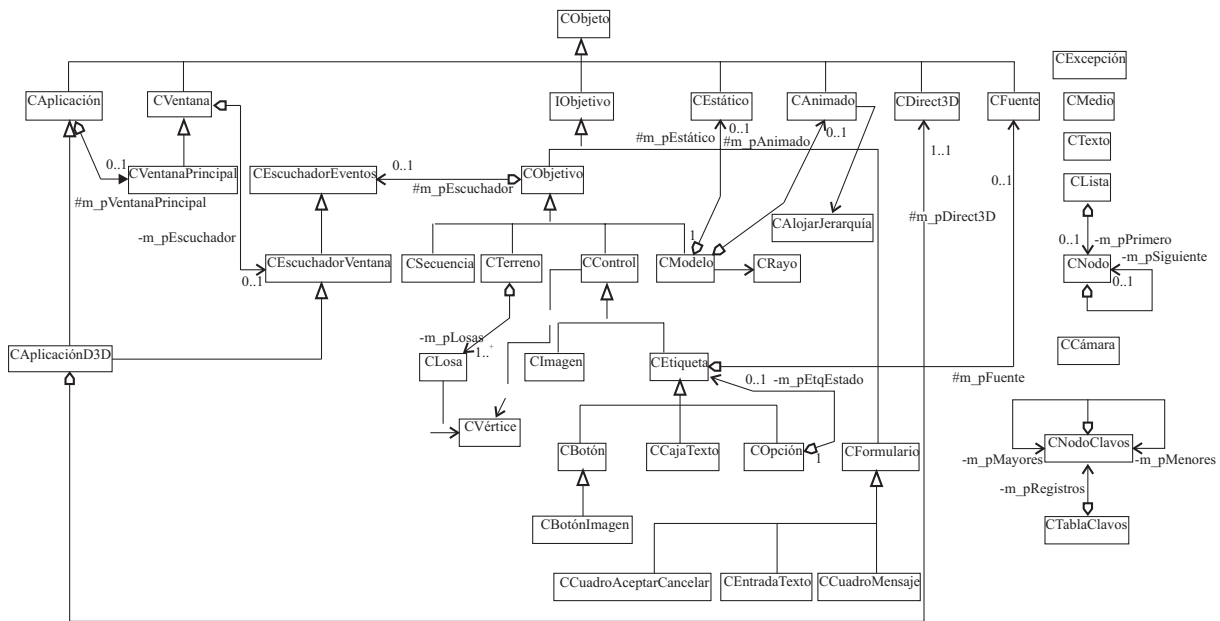 CObjeto
CExcepción
CAplicación
CVentana
IObjetivo
CEstático
CAnimado
CDirect3D
CFuente
CMedio
#m_pEstático
0..1
#m_pAnimado
0..1
1..1
CTexto
0..1
CVentanaPrincipal
#m_pVentanaPrincipal
CEscuchadorEventos
0..1
#m_pEscuchador
CObjetivo
0..1
CLista
#m_pDirect3D
CAlojarJerarquía
-m_pEscuchador
0..1
-m_pPrimero
-m_pSiguiente
1
CEscuchadorVentana
0..1
CSecuencia
CTerreno
CControl
CModelo
CRayo
CNodo
0..1
-m_pLosas
1..+
CAplicaciónD3D
CLosa
CImagen
CEtiqueta
0..1
-m_pEtqEstado
#m_pFuente
CCámara
CVértice
CBotón
CCajaTexto
COpción
1
CFormulario
CNodoClavos
-m_pMayores
-m_pMenores
-m_pRegistros
CBotónImagen
CTablaClavos
CCuadroAceptarCancelar
CEntradaTexto
CCuadroMensaje